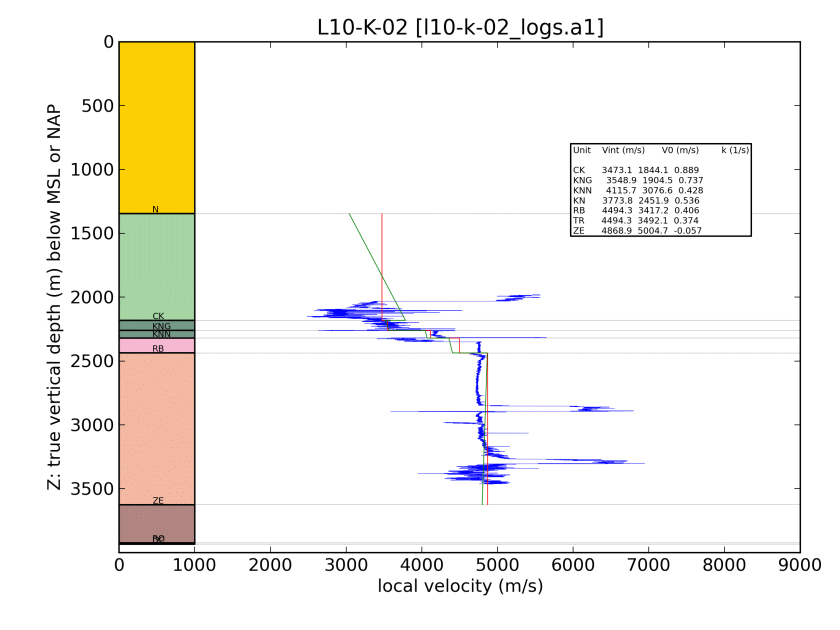 L10-K-02 [l10-k-02_logs.a1]
Z: true vertical depth (m) below MSL or NAP
0
500
1000
1500
2000
2500
3000
3500
N
CK
KNG
KNN
RB
ZE
Unit Vint (m/s) V0 (m/s) k (1/s)
CK 3473.1 1844.1 0.889
KNG 3548.9 1904.5 0.737
KNN 4115.7 3076.6 0.428
KN 3773.8 2451.9 0.536
RB 4494.3 3417.2 0.406
TR 4494.3 3492.1 0.374
ZE 4868.9 5004.7 -0.057
0 1000 2000 3000 4000 5000 6000 7000 8000 9000
local velocity (m/s)